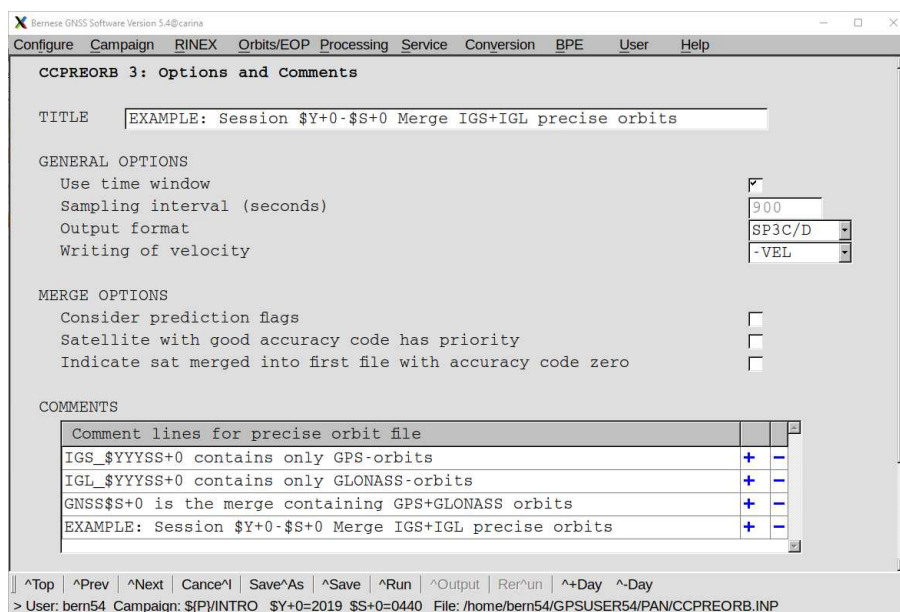 Bernese GNSS Software Version 5.4@carina
Configure Campaign RINEX Orbits/EOP Processing Service Conversion BPE User Help
CCPREORB 3: Options and Comments
TITLE EXAMPLE: Session $Y+0-$S+0 Merge IGS+IGL precise orbits
GENERAL OPTIONS
Use time window
Sampling interval (seconds) 900
Output format SP3C/D
Writing of velocity -VEL
MERGE OPTIONS
Consider prediction flags
Satellite with good accuracy code has priority
Indicate sat merged into first file with accuracy code zero
COMMENTS
Comment lines for precise orbit file
IGS_$YYYSS+0 contains only GPS-orbits + −
IGL_$YYYSS+0 contains only GLONASS-orbits + −
GNSS$S+0 is the merge containing GPS+GLONASS orbits + −
EXAMPLE: Session $Y+0-$S+0 Merge IGS+IGL precise orbits + −
^Top | ^Prev | ^Next | Cance^l | Save^As | ^Save | ^Run | ^Output | Rer^un | ^+Day ^-Day
> User: bern54 Campaign: ${P}/INTRO $Y+0=2019 $S+0=0440 File: /home/bern54/GPSUSER54/PAN/CCPREORB.INP